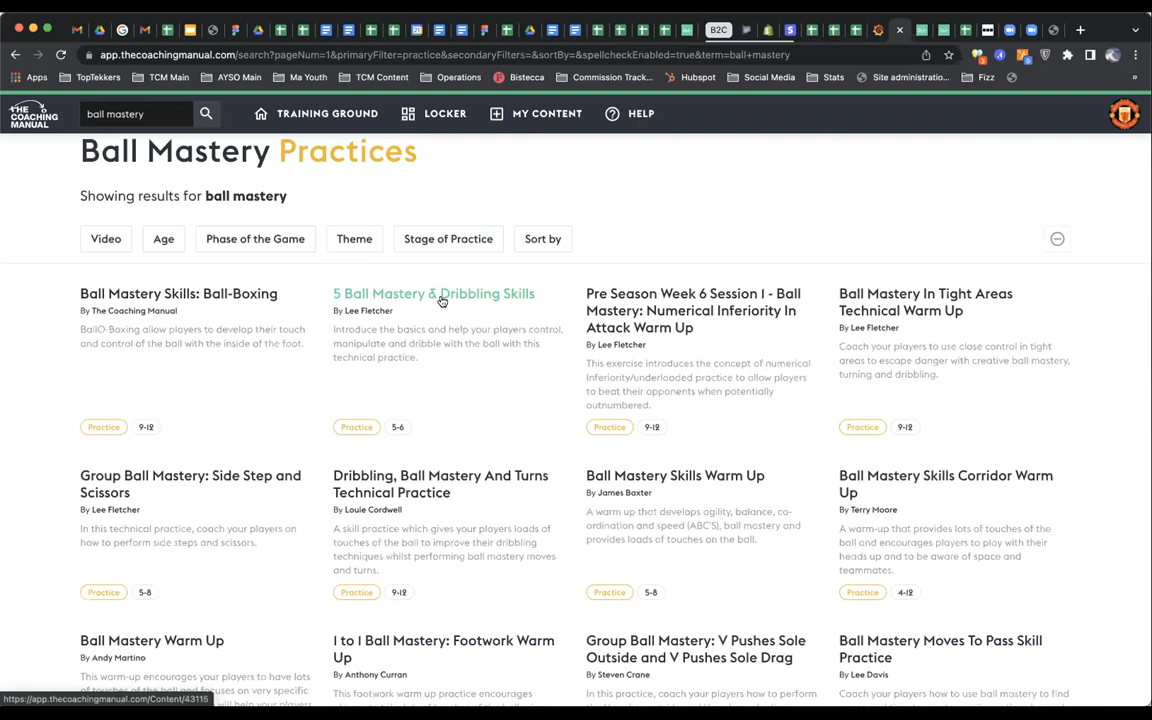 B2C
app.thecoachingmanual.com/search?pageNum=1&primaryFilter=practice&secondaryFilters=&sortBy=&spellcheckEnabled=true&term=ball+mastery
Apps TopTekkers TCM Main AYSO Main Ma Youth TCM Content Operations Bistecca Commission Track... Hubspot Social Media Stats Site administratio... Fizz »
THE COACHING MANUAL
ball mastery TRAINING GROUND LOCKER MY CONTENT HELP
Ball Mastery Practices
Showing results for ball mastery
Video Age Phase of the Game Theme Stage of Practice Sort by
Ball Mastery Skills: Ball-Boxing
By The Coaching Manual
BallO-Boxing allow players to develop their touch
and control of the ball with the inside of the foot.
Practice 9-12
5 Ball Mastery & Dribbling Skills
By Lee Fletcher
Introduce the basics and help your players control,
manipulate and dribble with the ball with this
technical practice.
Practice 5-6
Pre Season Week 6 Session 1 - Ball
Mastery: Numerical Inferiority In
Attack Warm Up
By Lee Fletcher
This exercise introduces the concept of numerical
Inferiority/underloaded practice to allow players
to beat their opponents when potentially
outnumbered.
Practice 9-12
Ball Mastery In Tight Areas
Technical Warm Up
By Lee Fletcher
Coach your players to use close control in tight
areas to escape danger with creative ball mastery,
turning and dribbling.
Practice 9-12
Group Ball Mastery: Side Step and
Scissors
By Lee Fletcher
In this technical practice, coach your players on
how to perform side steps and scissors.
Practice 5-8
Dribbling, Ball Mastery And Turns
Technical Practice
By Louie Cordwell
A skill practice which gives your players loads of
touches of the ball to improve their dribbling
techniques whilst performing ball mastery moves
and turns.
Practice 9-12
Ball Mastery Skills Warm Up
By James Baxter
A warm up that develops agility, balance, co-
ordination and speed (ABC'S), ball mastery and
provides loads of touches on the ball.
Practice 5-8
Ball Mastery Skills Corridor Warm
Up
By Terry Moore
A warm-up that provides lots of touches of the
ball and encourages players to play with their
heads up and to be aware of space and
teammates.
Practice 4-12
Ball Mastery Warm Up
By Andy Martino
This warm-up encourages your players to have lots
1 to 1 Ball Mastery: Footwork Warm
Up
By Anthony Curran
This footwork warm up practice encourages
Group Ball Mastery: V Pushes Sole
Outside and V Pushes Sole Drag
By Steven Crane
In this practice, coach your players how to perform
Ball Mastery Moves To Pass Skill
Practice
By Lee Davis
Coach your players how to use ball mastery to find
https://app.thecoachingmanual.com/Content/43115